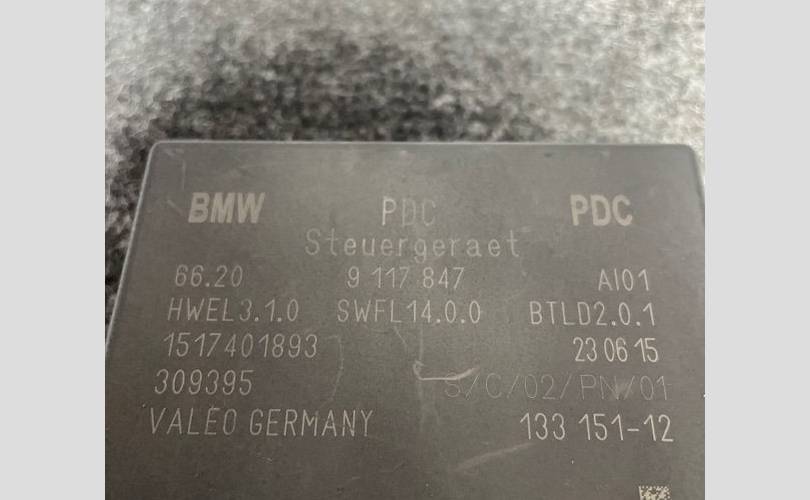 BMW PDC PDC
Steuergeraet
66.20 9 117 847 AI01
HWEL3.1.0 SWFL14.0.0 BTLD2.0.1
1517401893 23 06 15
309395 S/C/02/PN/01
VALEO GERMANY 133 151-12